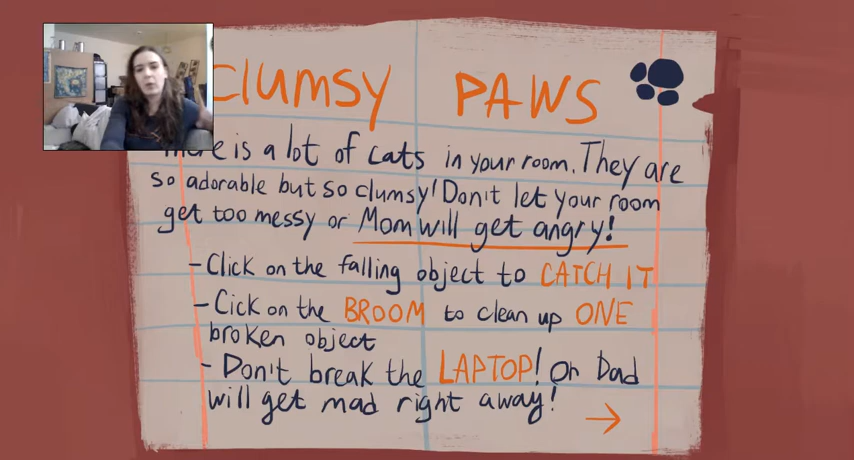 CLUMSY PAWS
There is a lot of cats in your room. They are
so adorable but so clumsy! Don't let your room
get too messy or Mom will get angry!
-Click on the falling object to CATCH IT
-Cick on the BROOM to clean up ONE
broken object
- Don't break the LAPTOP! or Dad
will get mad right away!